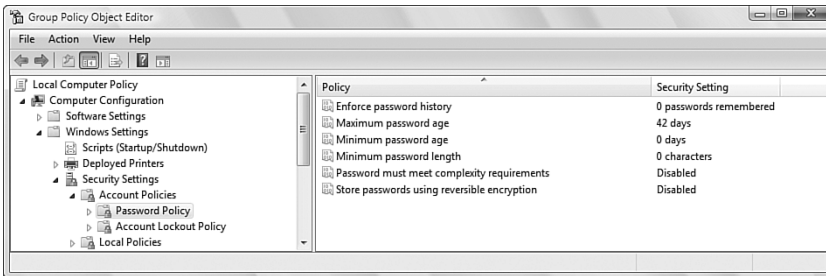 Group Policy Object Editor
File Action View Help
Local Computer Policy
Computer Configuration
Software Settings
Windows Settings
Scripts (Startup/Shutdown)
Deployed Printers
Security Settings
Account Policies
Password Policy
Account Lockout Policy
Local Policies
Policy Security Setting
Enforce password history 0 passwords remembered
Maximum password age 42 days
Minimum password age 0 days
Minimum password length 0 characters
Password must meet complexity requirements Disabled
Store passwords using reversible encryption Disabled